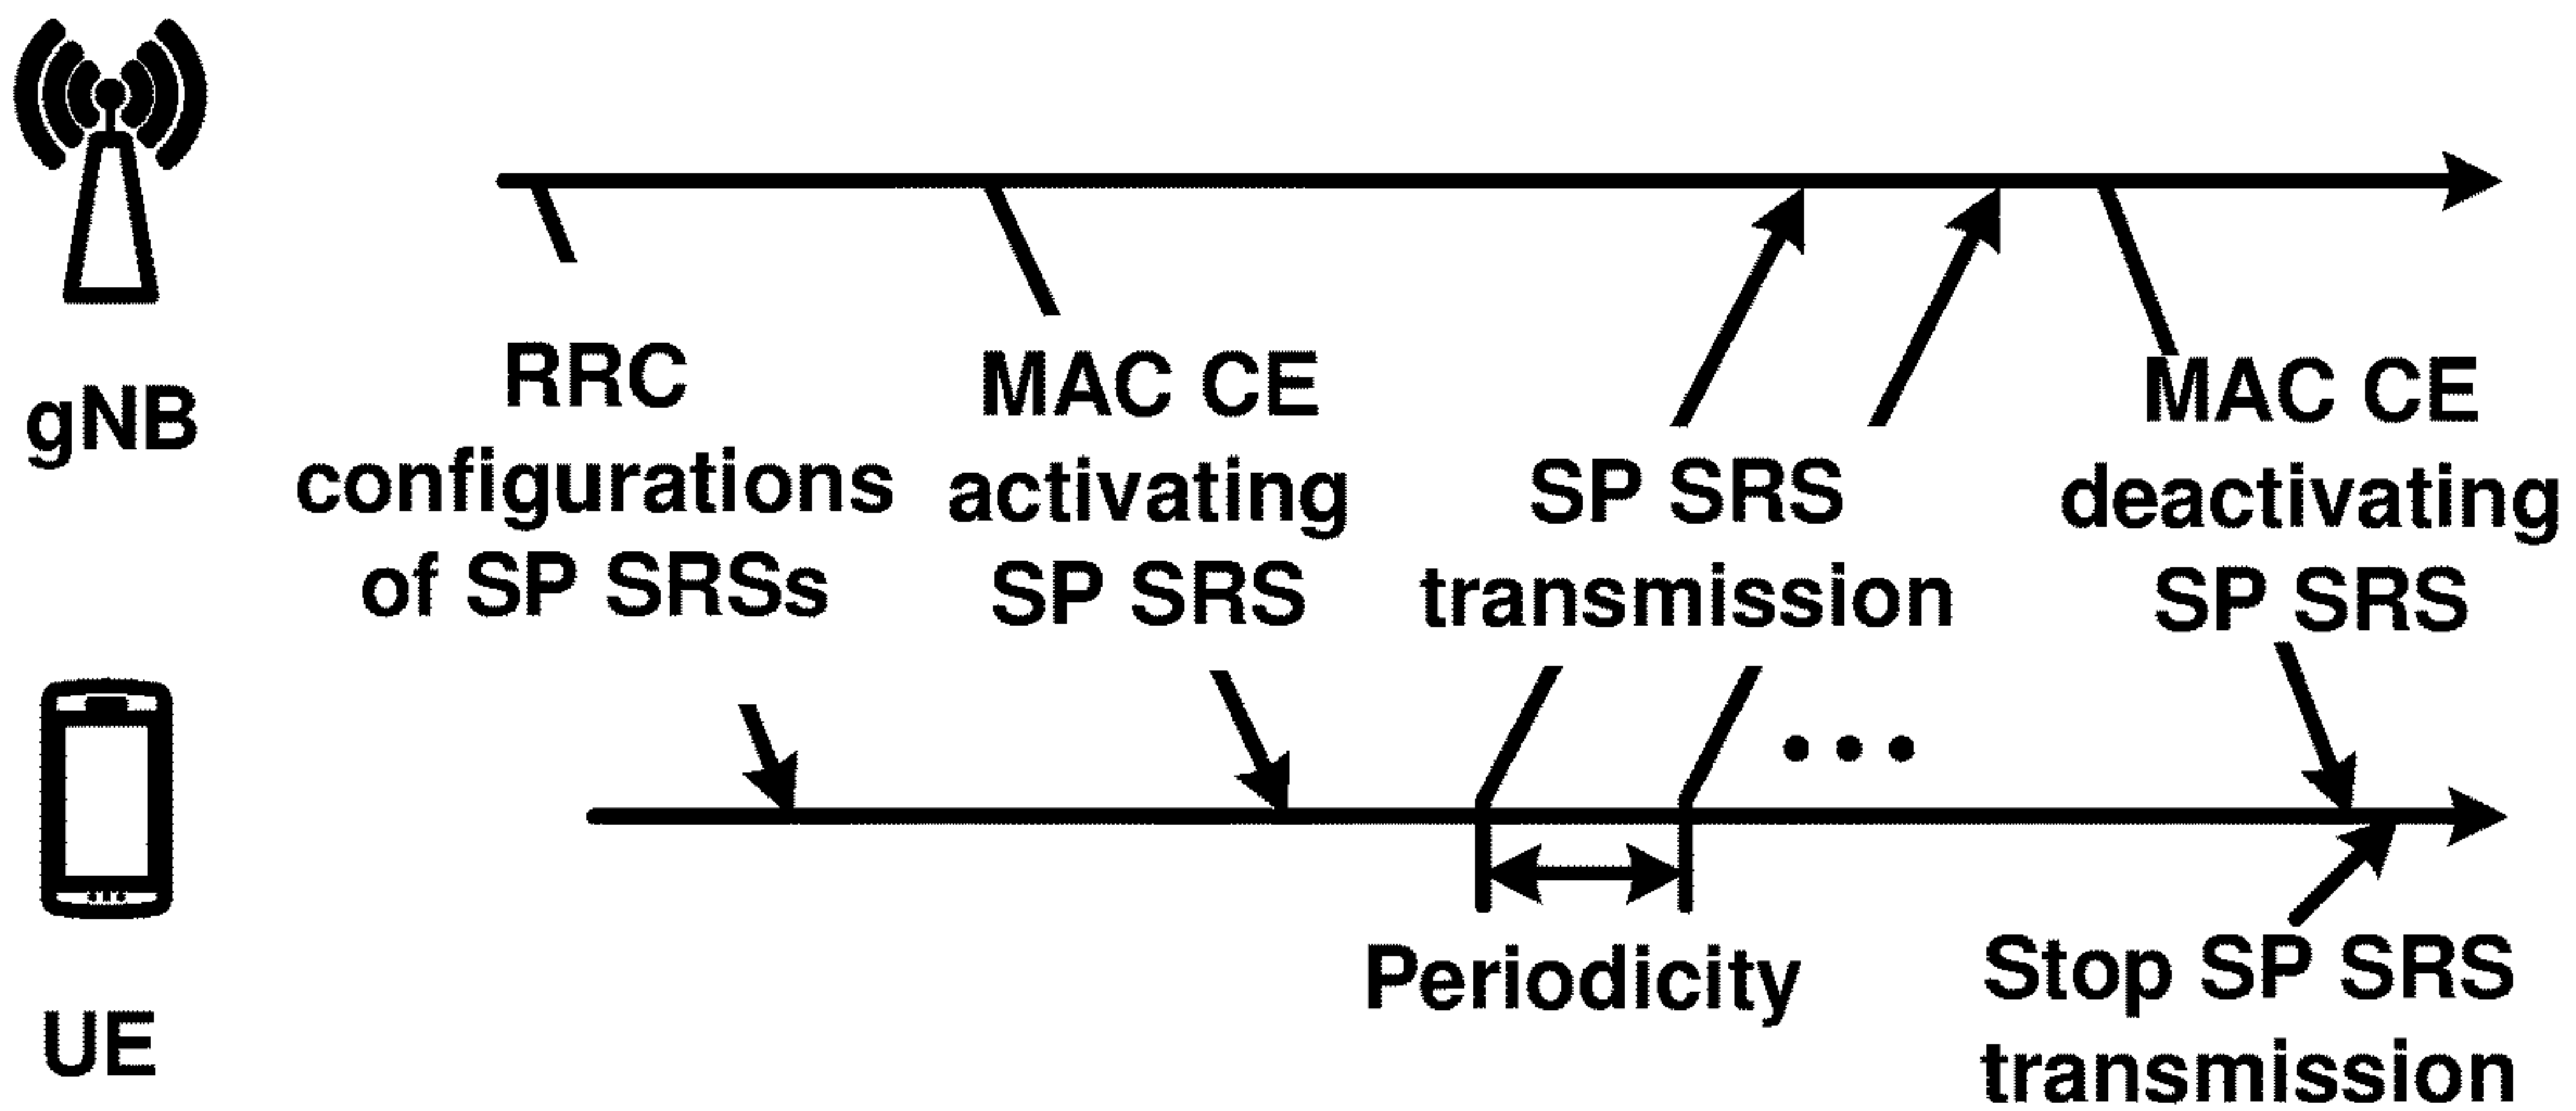 gNB
RRC
configurations
of SP SRSs
MAC CE
activating
SP SRS
SP SRS
transmission
MAC CE
deactivating
SP SRS
UE
Periodicity
Stop SP SRS
transmission